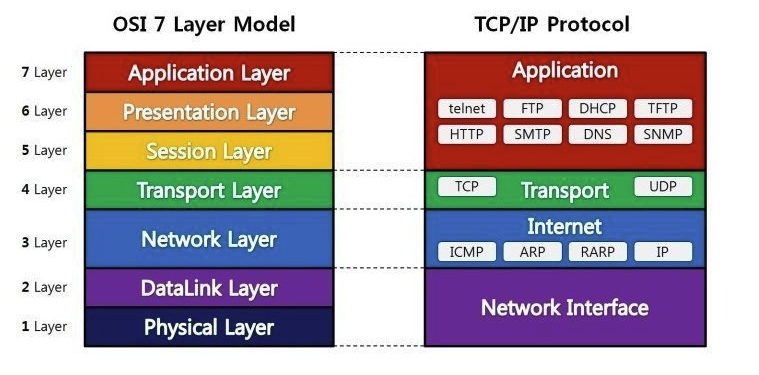 OSI 7 Layer Model
TCP/IP Protocol
7 Layer
Application Layer
6 Layer
Presentation Layer
5 Layer
Session Layer
4 Layer
Transport Layer
3 Layer
Network Layer
2 Layer
DataLink Layer
1 Layer
Physical Layer
Application
telnet FTP DHCP TFTP
HTTP SMTP DNS SNMP
TCP Transport UDP
Internet
ICMP ARP RARP IP
Network Interface